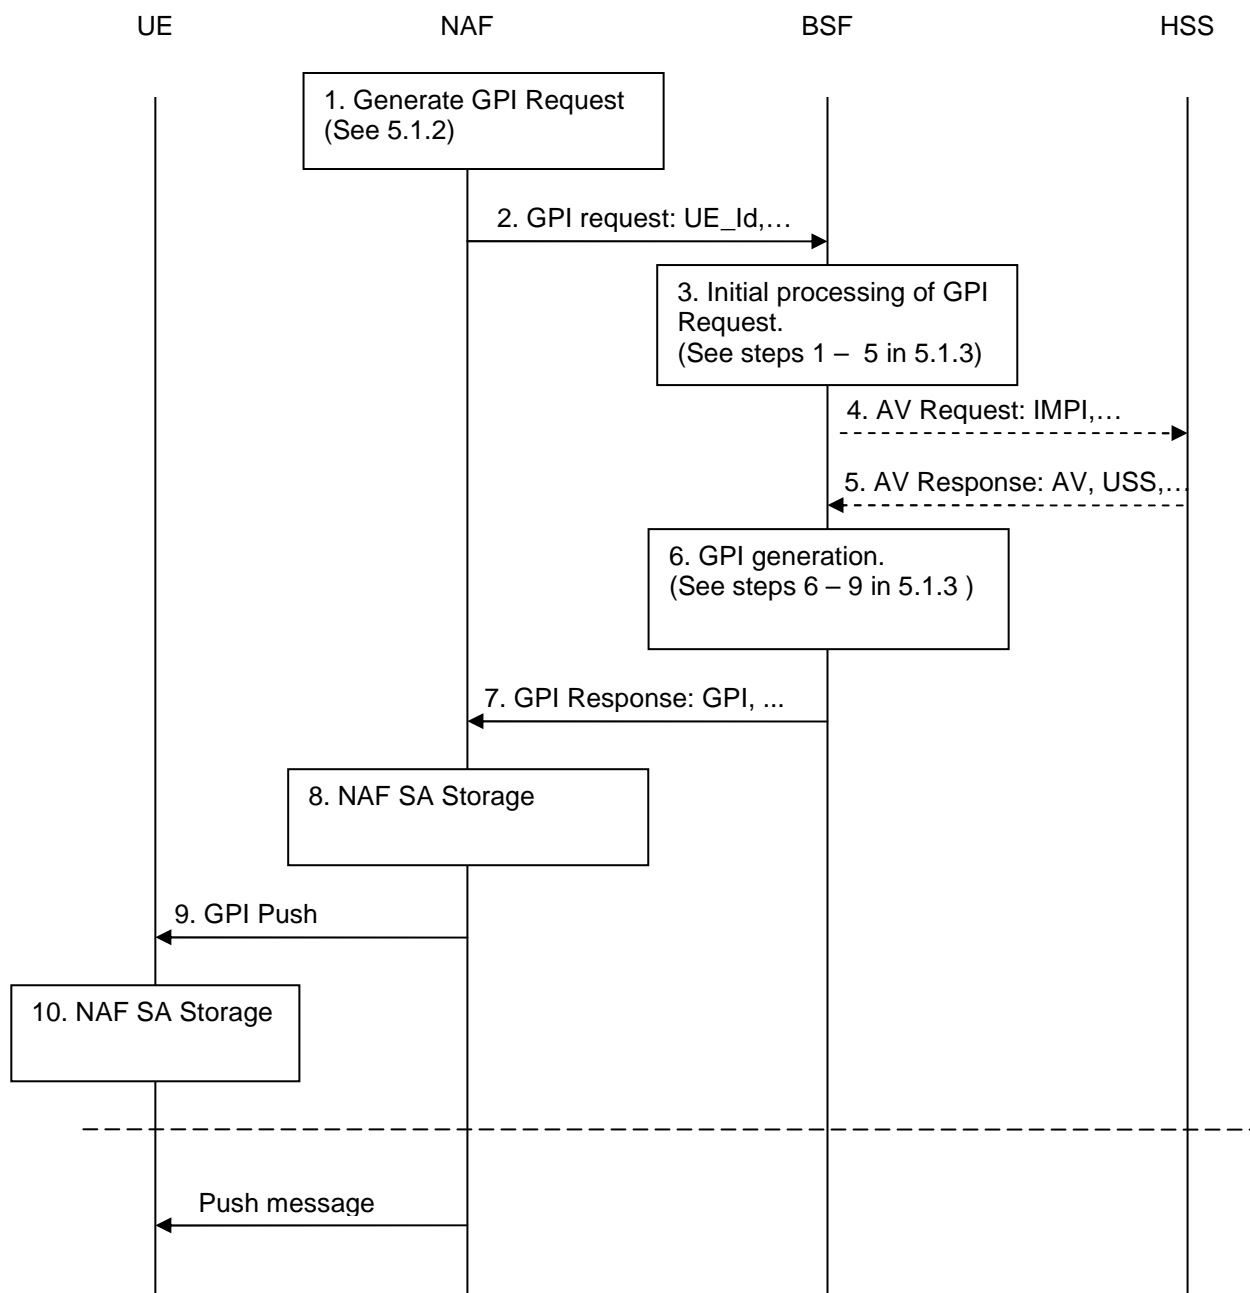 UE
NAF
BSF
HSS
1. Generate GPI Request
(See 5.1.2)
2. GPI request: UE_Id,…
3. Initial processing of GPI
Request.
(See steps 1 –  5 in 5.1.3)
4. AV Request: IMPI,…
5. AV Response: AV, USS,…
6. GPI generation.
(See steps 6 – 9 in 5.1.3 )
7. GPI Response: GPI, ...
8. NAF SA Storage
9. GPI Push
10. NAF SA Storage
Push message